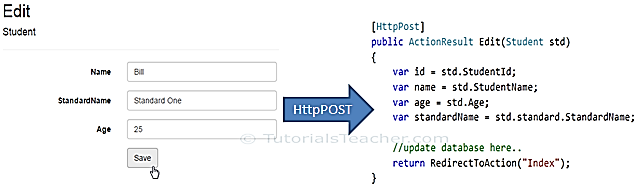 Edit
Student
Name
Bill
StandardName
Standard One
Age
25
Save
HttpPOST
[HttpPost]
public ActionResult Edit(Student std)
{
var id = std.StudentId;
var name = std.StudentName;
var age = std.Age;
var standardName = std.standard.StandardName;
//update database here..
return RedirectToAction("Index");
}
© TutorialsTeacher.com